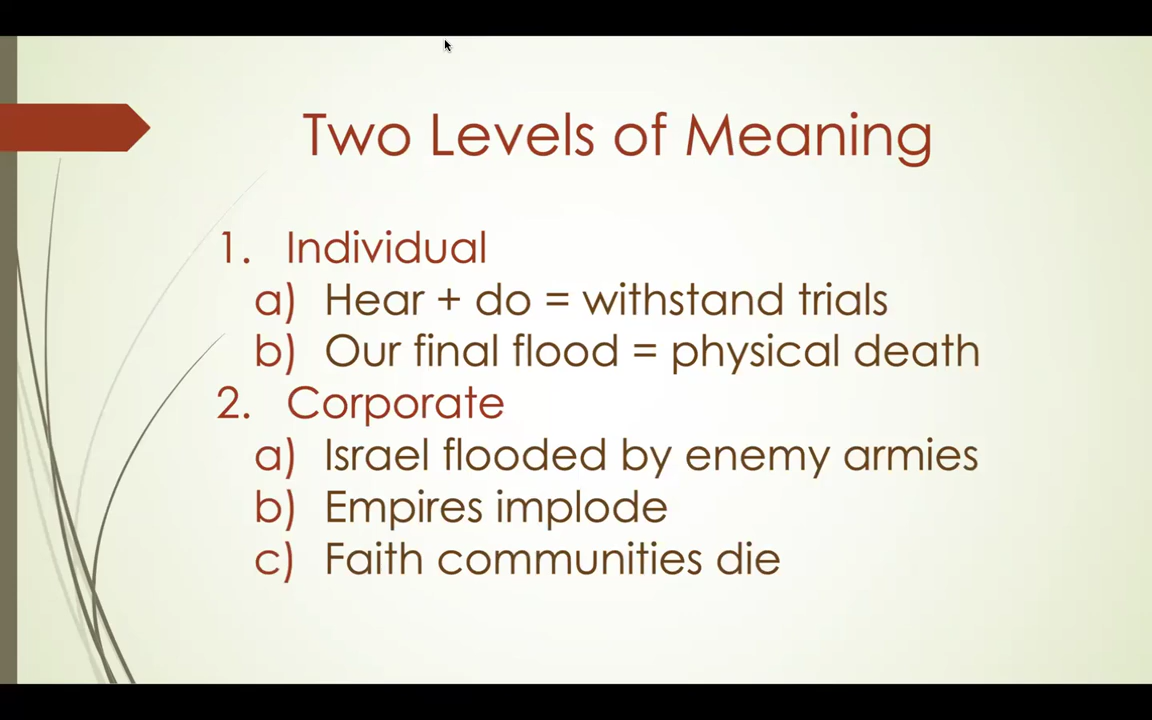 Two Levels of Meaning
1. Individual
a) Hear + do = withstand trials
b) Our final flood = physical death
2. Corporate
a) Israel flooded by enemy armies
b) Empires implode
c) Faith communities die